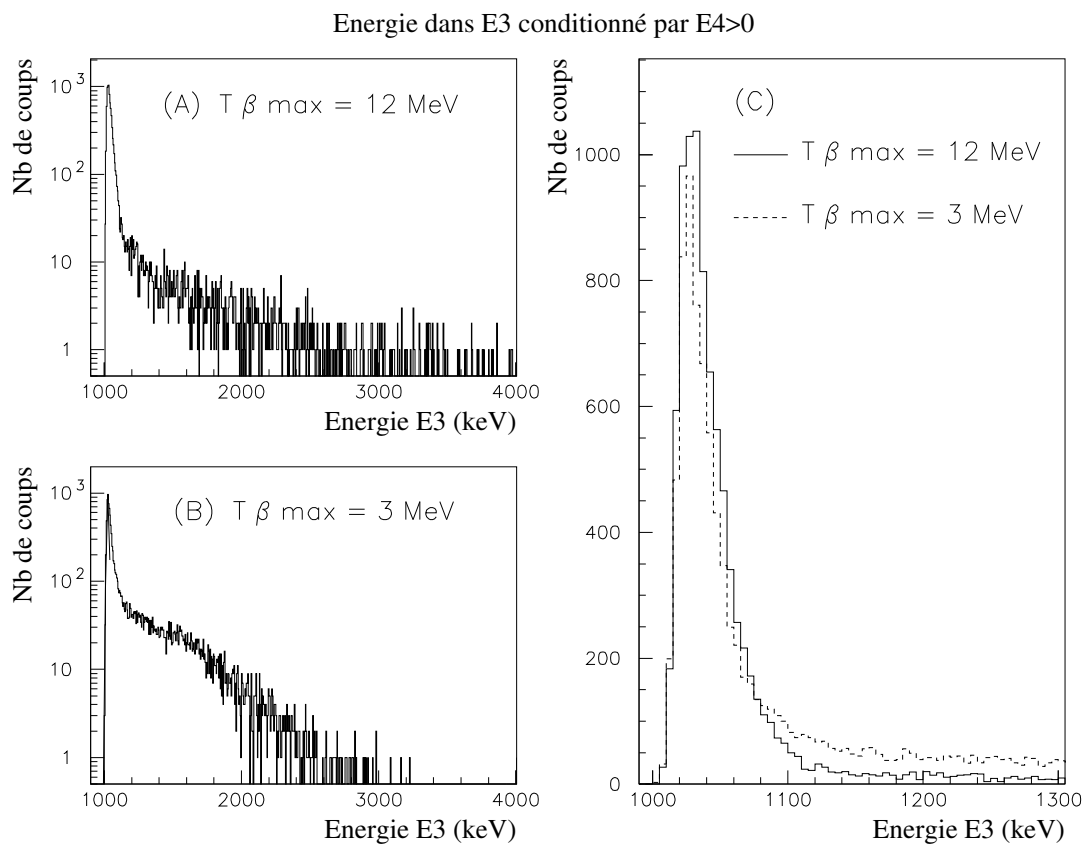 Energie dans E3 conditionné par E4>0
Nb de coups
10³
10²
10
1
(A) T β max = 12 MeV
1000 2000 3000 4000
Energie E3 (keV)
Nb de coups
10³
10²
10
1
(B) T β max = 3 MeV
1000 2000 3000 4000
Energie E3 (keV)
Nb de coups
1000
800
600
400
200
0
(C)
T β max = 12 MeV
T β max = 3 MeV
1000 1100 1200 1300
Energie E3 (keV)